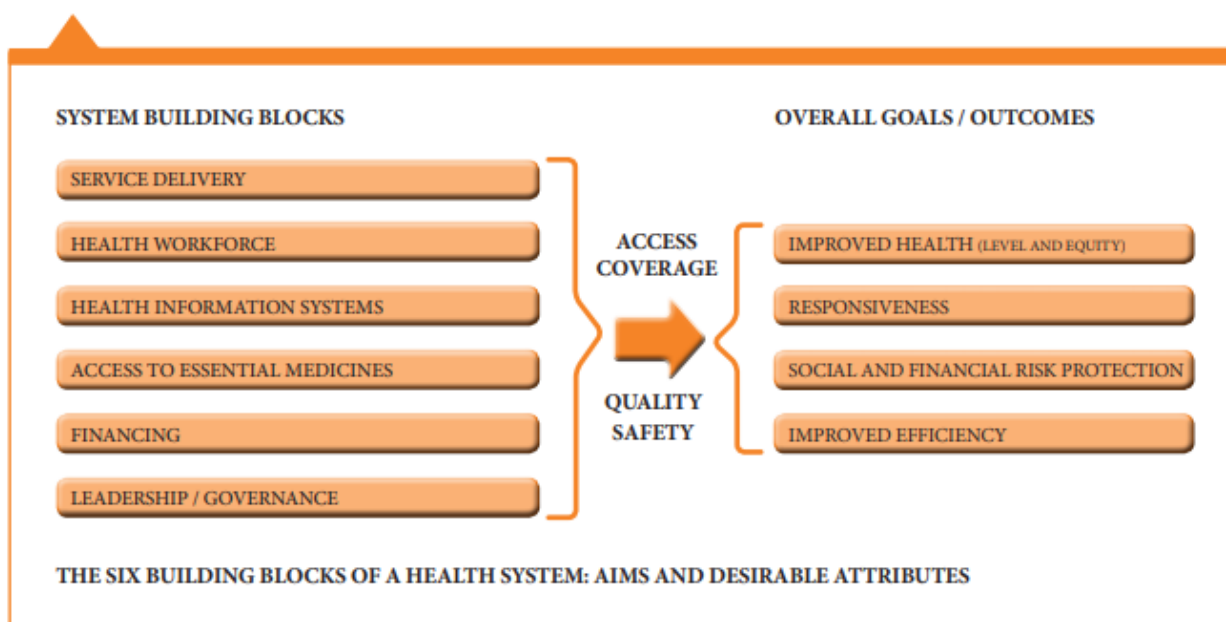 SYSTEM BUILDING BLOCKS
SERVICE DELIVERY
HEALTH WORKFORCE
HEALTH INFORMATION SYSTEMS
ACCESS TO ESSENTIAL MEDICINES
FINANCING
LEADERSHIP / GOVERNANCE
ACCESS
COVERAGE
QUALITY
SAFETY
OVERALL GOALS / OUTCOMES
IMPROVED HEALTH (LEVEL AND EQUITY)
RESPONSIVENESS
SOCIAL AND FINANCIAL RISK PROTECTION
IMPROVED EFFICIENCY
THE SIX BUILDING BLOCKS OF A HEALTH SYSTEM: AIMS AND DESIRABLE ATTRIBUTES